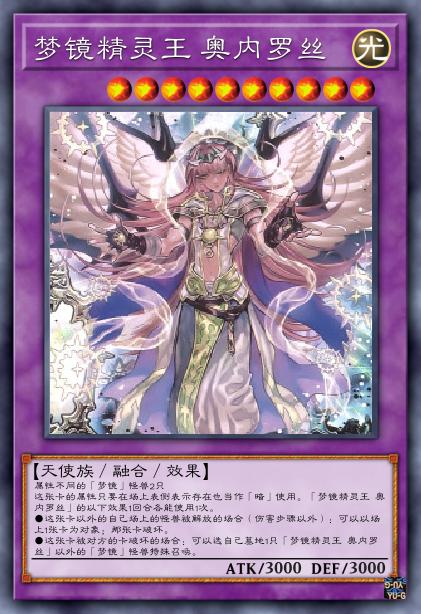 梦镜精灵王 奥内罗丝
光
【天使族／融合／效果】
属性不同的「梦镜」怪兽2只
这张卡的属性只要在场上表侧表示存在也当作「暗」使用。「梦镜精灵王 奥
内罗丝」的以下效果1回合各能使用1次。
●这张卡以外的自己场上的怪兽被解放的场合（伤害步骤以外）：可以以场
上1张卡为对象；那张卡破坏。
●这张卡被对方的卡破坏的场合：可以选自己墓地1只「梦镜精灵王 奥内罗丝
」以外的「梦镜」怪兽特殊召唤。
ATK/3000 DEF/3000